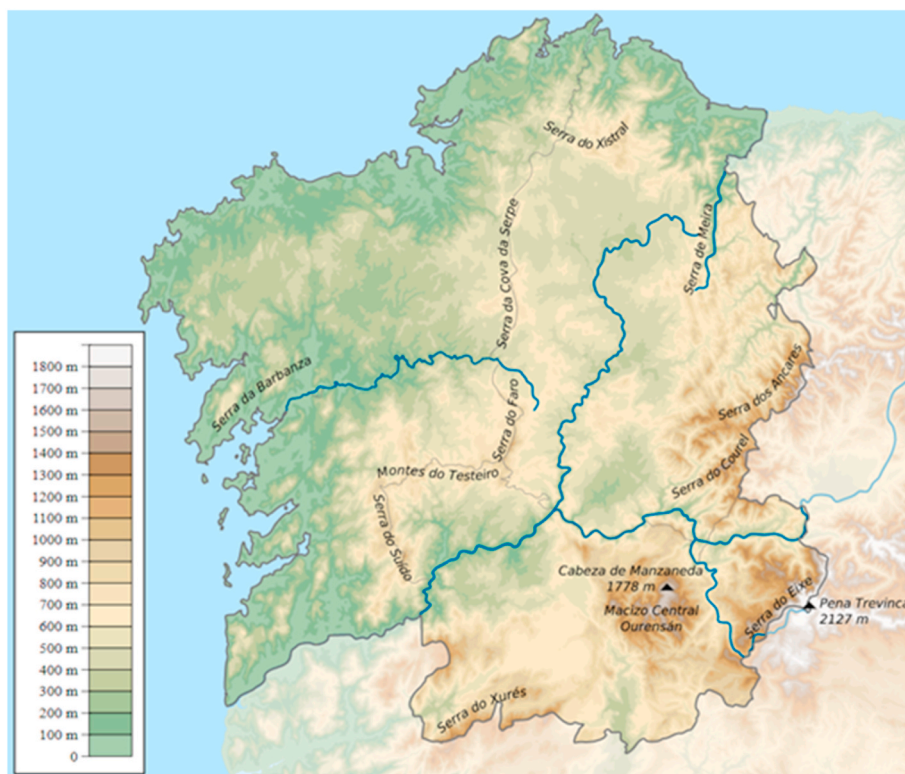 Serra do Xistral
Serra de Meira
Serra da Cova da Serpe
Serra da Barbanza
Serra dos Ancares
Serra do Faro
Serra do Courel
Montes do Testeiro
Serra do Suído
Cabeza de Manzaneda
1778 m
Macizo Central
Ourensán
Serra do Eixe
Pena Trevinca
2127 m
Serra do Xurés
1800 m
1700 m
1600 m
1500 m
1400 m
1300 m
1200 m
1100 m
1000 m
900 m
800 m
700 m
600 m
500 m
400 m
300 m
200 m
100 m
0